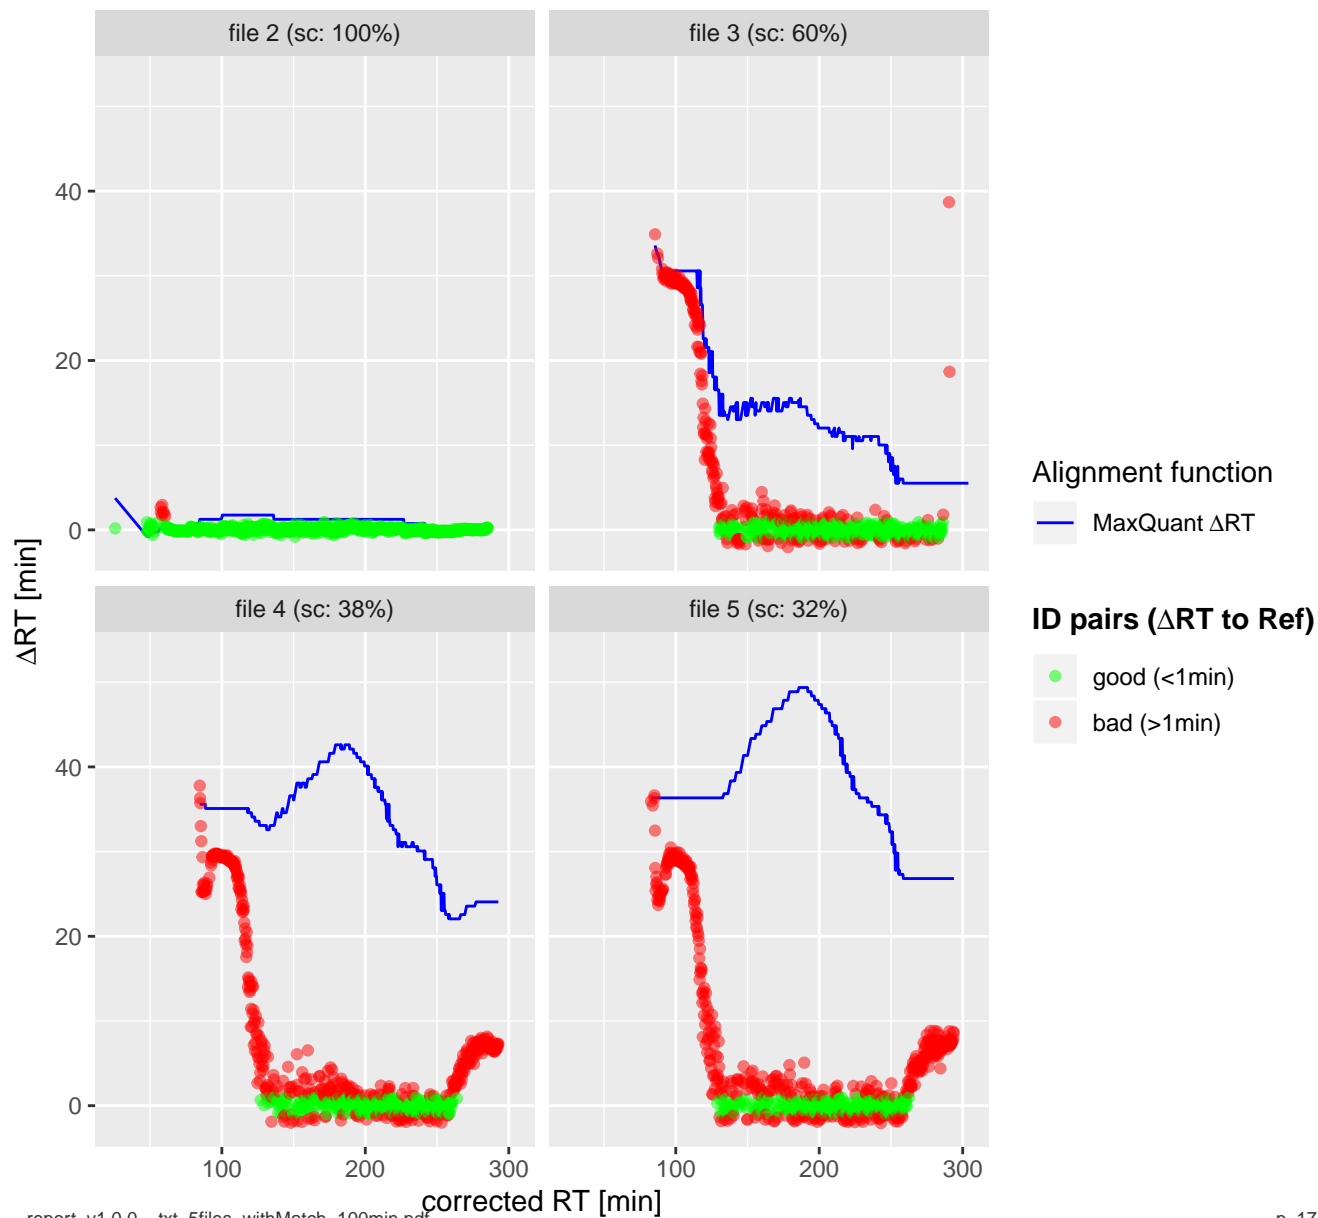 file 2 (sc: 100%)
file 3 (sc: 60%)
40
20
0
file 4 (sc: 38%)
file 5 (sc: 32%)
40
20
0
100
200
300
100
200
300
ΔRT [min]
corrected RT [min]
Alignment function
MaxQuant ΔRT
ID pairs (ΔRT to Ref)
good (<1min)
bad (>1min)